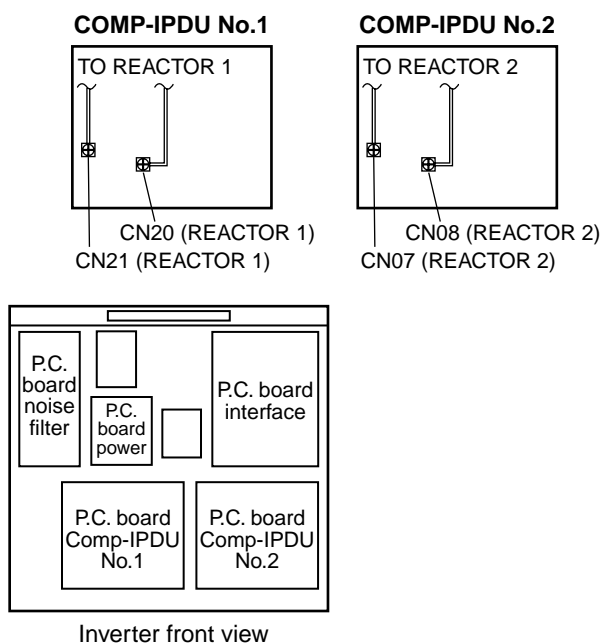 COMP-IPDU No.1
COMP-IPDU No.2
TO REACTOR 1
TO REACTOR 2
CN20 (REACTOR 1)
CN21 (REACTOR 1)
CN08 (REACTOR 2)
CN07 (REACTOR 2)
P.C.
board
noise
filter
P.C.
board
power
P.C. board
interface
P.C. board
Comp-IPDU
No.1
P.C. board
Comp-IPDU
No.2
Inverter front view